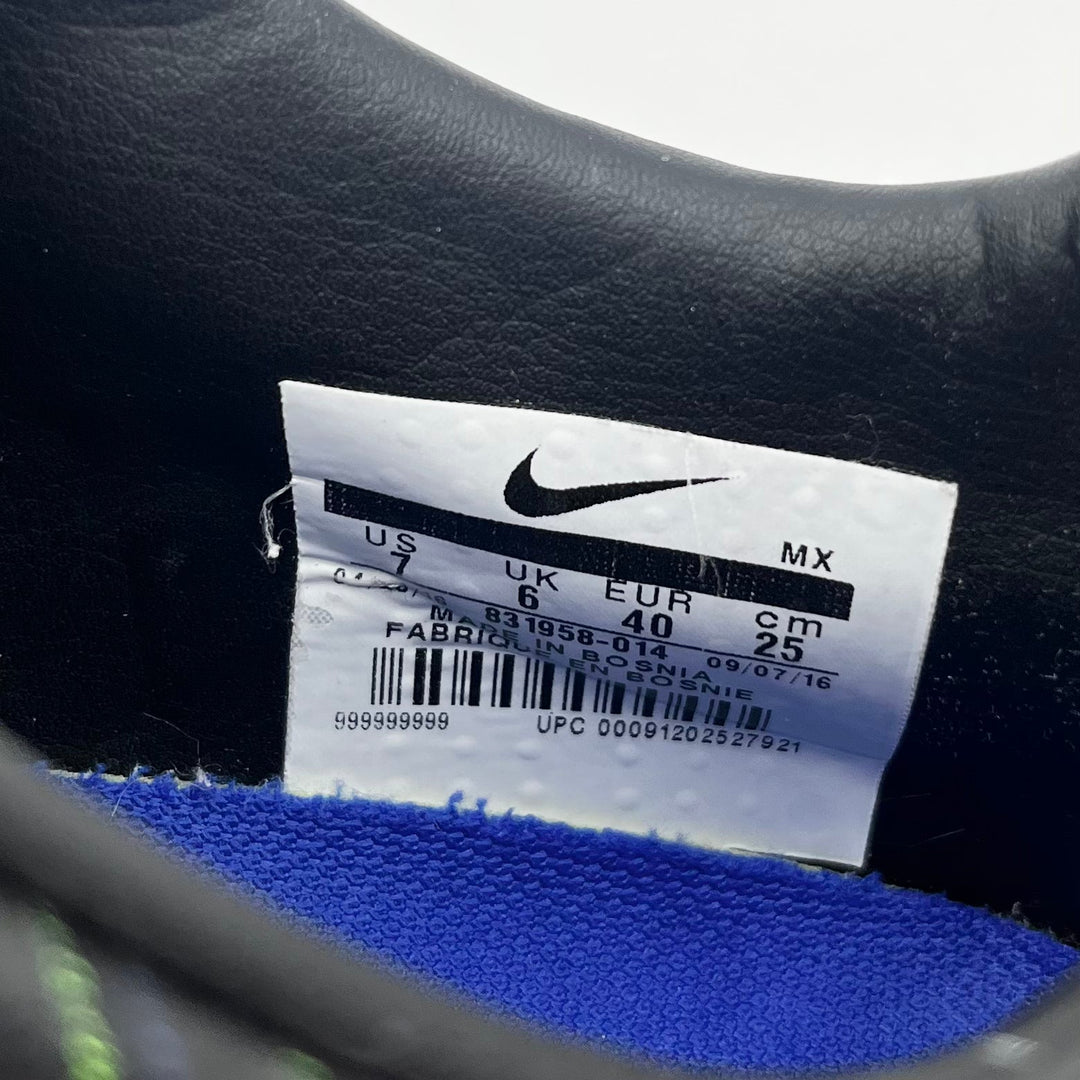 MX
US UK EUR cm
7 6 40 25
831958-014 09/07/16
MADE IN BOSNIA
FABRIQUE EN BOSNIE
999999999 UPC 00091202527921